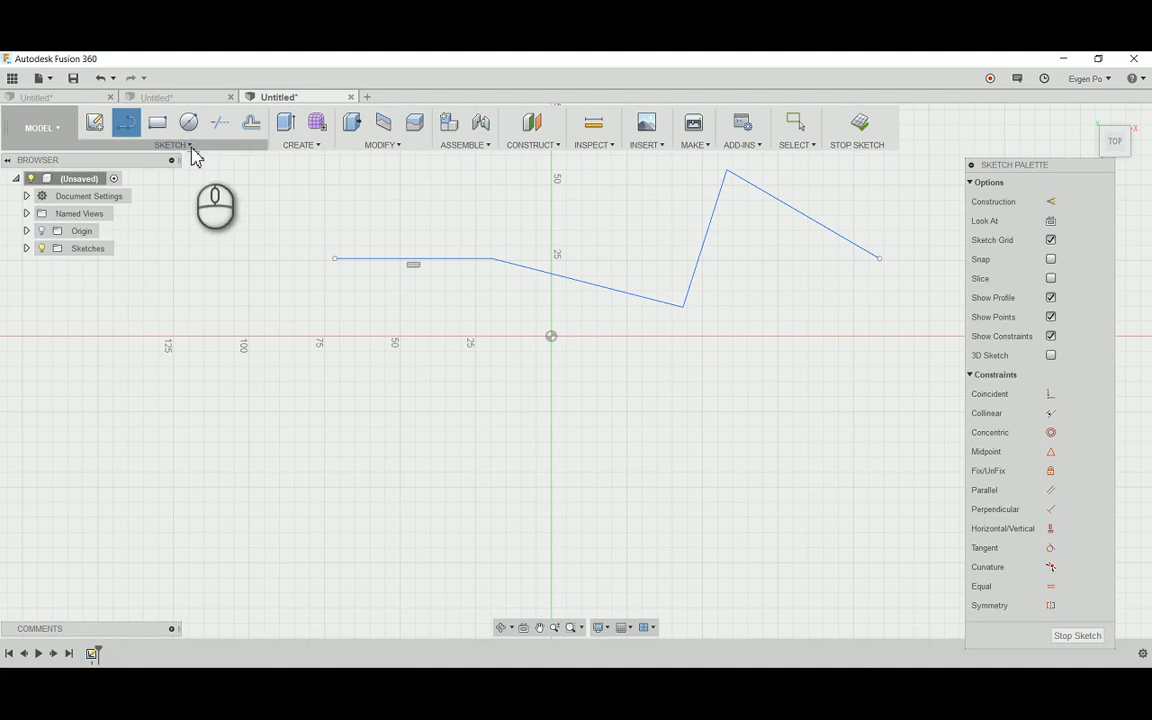 Autodesk Fusion 360
Evgen Po
Untitled*
Untitled*
Untitled*
MODEL
SKETCH
CREATE
MODIFY
ASSEMBLE
CONSTRUCT
INSPECT
INSERT
MAKE
ADD-INS
SELECT
STOP SKETCH
TOP
X
BROWSER
(Unsaved)
Document Settings
Named Views
Origin
Sketches
50
25
125
100
75
50
25
SKETCH PALETTE
Options
Construction
Look At
Sketch Grid
Snap
Slice
Show Profile
Show Points
Show Constraints
3D Sketch
Constraints
Coincident
Collinear
Concentric
Midpoint
Fix/UnFix
Parallel
Perpendicular
Horizontal/Vertical
Tangent
Curvature
Equal
Symmetry
Stop Sketch
COMMENTS